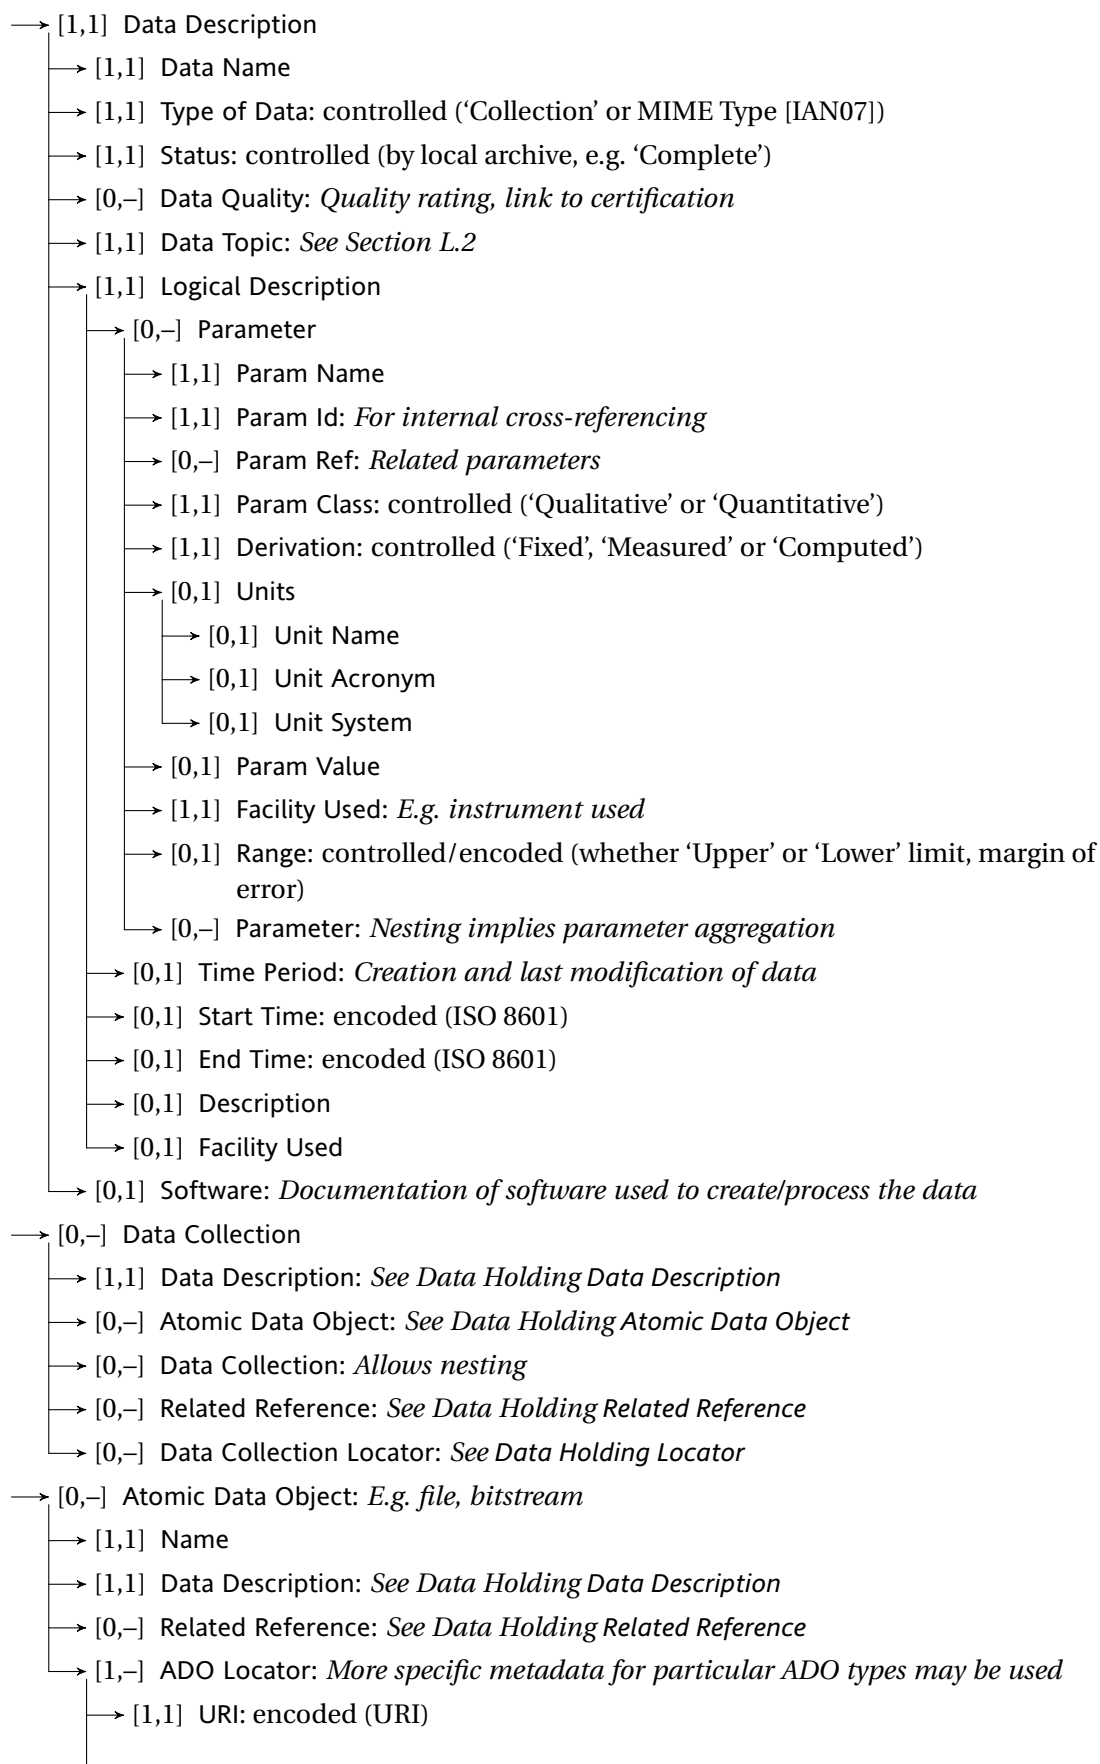 [1,1] Data Description
[1,1] Data Name
[1,1] Type of Data: controlled (‘Collection’ or MIME Type [IAN07])
[1,1] Status: controlled (by local archive, e.g. ‘Complete’)
[0,–] Data Quality: Quality rating, link to certification
[1,1] Data Topic: See Section L.2
[1,1] Logical Description
[0,–] Parameter
[1,1] Param Name
[1,1] Param Id: For internal cross-referencing
[0,–] Param Ref: Related parameters
[1,1] Param Class: controlled (‘Qualitative’ or ‘Quantitative’)
[1,1] Derivation: controlled (‘Fixed’, ‘Measured’ or ‘Computed’)
[0,1] Units
[0,1] Unit Name
[0,1] Unit Acronym
[0,1] Unit System
[0,1] Param Value
[1,1] Facility Used: E.g. instrument used
[0,1] Range: controlled/encoded (whether ‘Upper’ or ‘Lower’ limit, margin of
error)
[0,–] Parameter: Nesting implies parameter aggregation
[0,1] Time Period: Creation and last modification of data
[0,1] Start Time: encoded (ISO 8601)
[0,1] End Time: encoded (ISO 8601)
[0,1] Description
[0,1] Facility Used
[0,1] Software: Documentation of software used to create/process the data
[0,–] Data Collection
[1,1] Data Description: See Data Holding Data Description
[0,–] Atomic Data Object: See Data Holding Atomic Data Object
[0,–] Data Collection: Allows nesting
[0,–] Related Reference: See Data Holding Related Reference
[0,–] Data Collection Locator: See Data Holding Locator
[0,–] Atomic Data Object: E.g. file, bitstream
[1,1] Name
[1,1] Data Description: See Data Holding Data Description
[0,–] Related Reference: See Data Holding Related Reference
[1,–] ADO Locator: More specific metadata for particular ADO types may be used
[1,1] URI: encoded (URI)